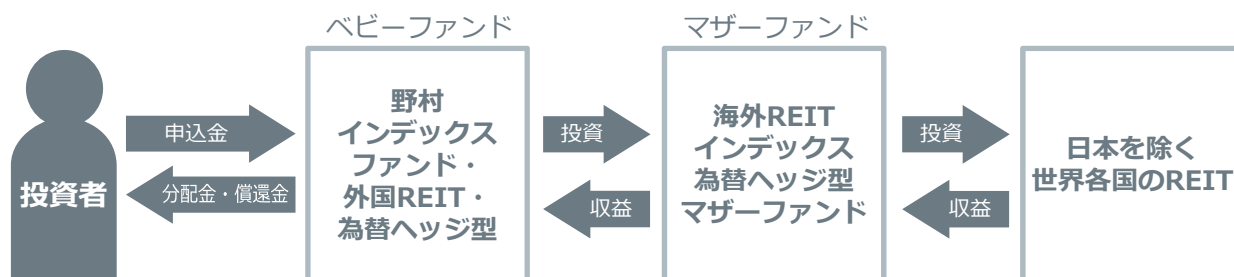 ベビーファンド
マザーファンド
投資者
申込金
分配金・償還金
野村
インデックス
ファンド・
外国REIT・
為替ヘッジ型
投資
収益
海外REIT
インデックス
為替ヘッジ型
マザーファンド
投資
収益
日本を除く
世界各国のREIT